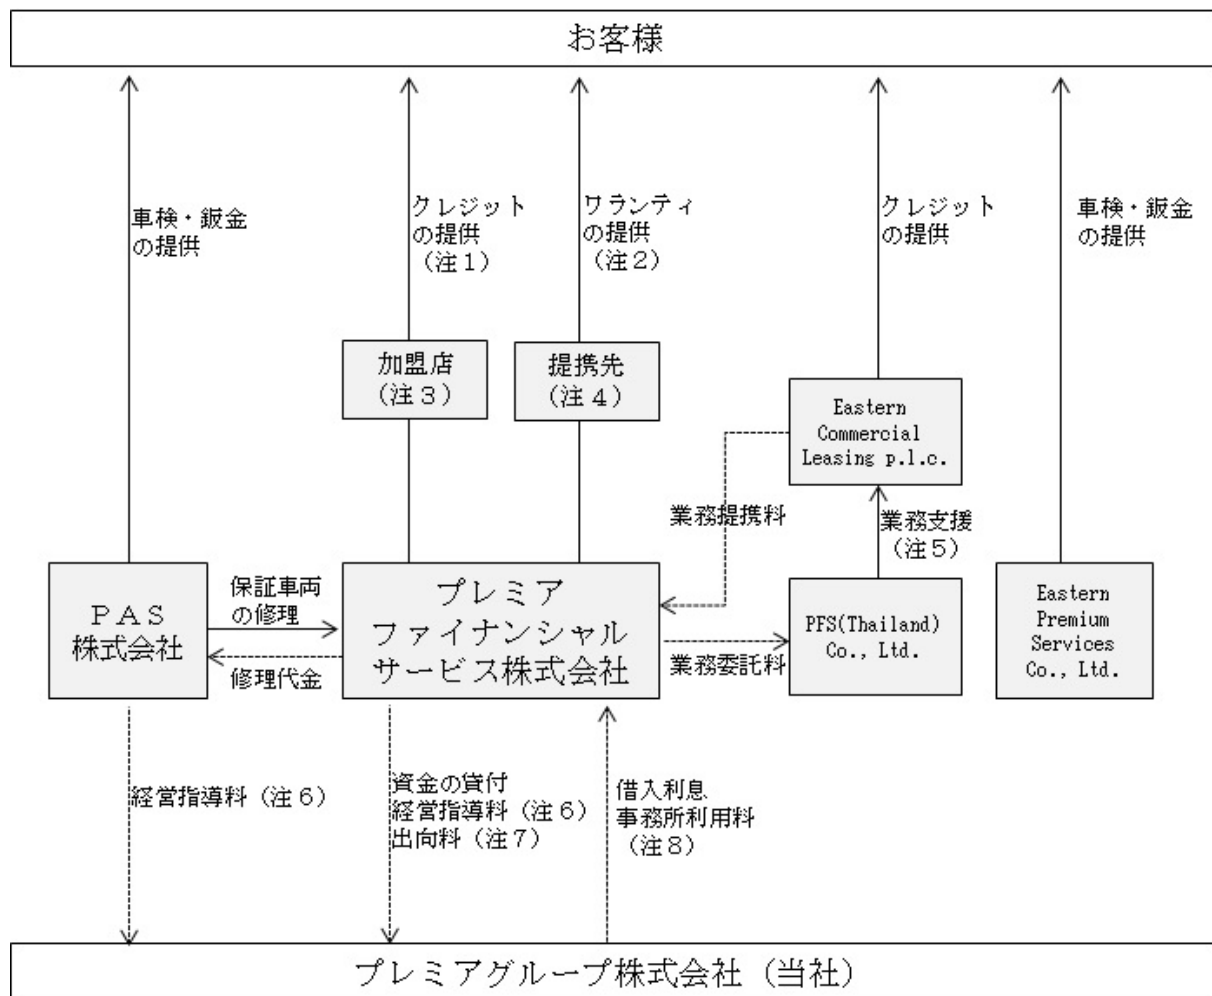 お客様
車検・鈑金
の提供
クレジット
の提供
（注１）
ワランティ
の提供
（注２）
クレジット
の提供
車検・鈑金
の提供
加盟店
（注３）
提携先
（注４）
Eastern
Commercial
Leasing p.l.c.
業務提携料
業務支援
（注５）
ＰＡＳ
株式会社
保証車両
の修理
修理代金
プレミア
ファイナンシャル
サービス株式会社
業務委託料
PFS(Thailand)
Co., Ltd.
Eastern
Premium
Services
Co., Ltd.
経営指導料（注６）
資金の貸付
経営指導料（注６）
出向料（注７）
借入利息
事務所利用料
（注８）
プレミアグループ株式会社（当社）